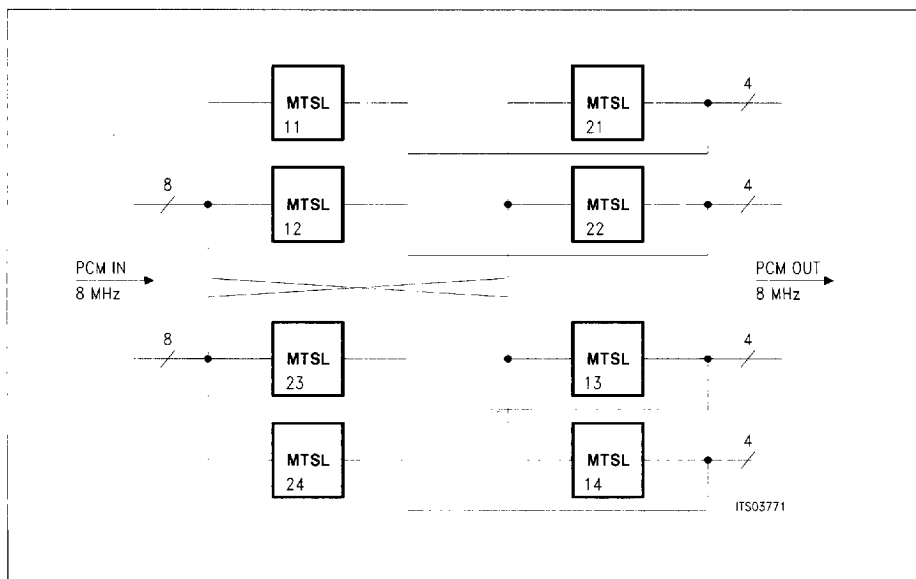 MTSL
11
MTSL
21
4
8
MTSL
12
MTSL
22
4
PCM IN
8 MHz
PCM OUT
8 MHz
8
MTSL
23
MTSL
13
4
MTSL
24
MTSL
14
4
ITS03771